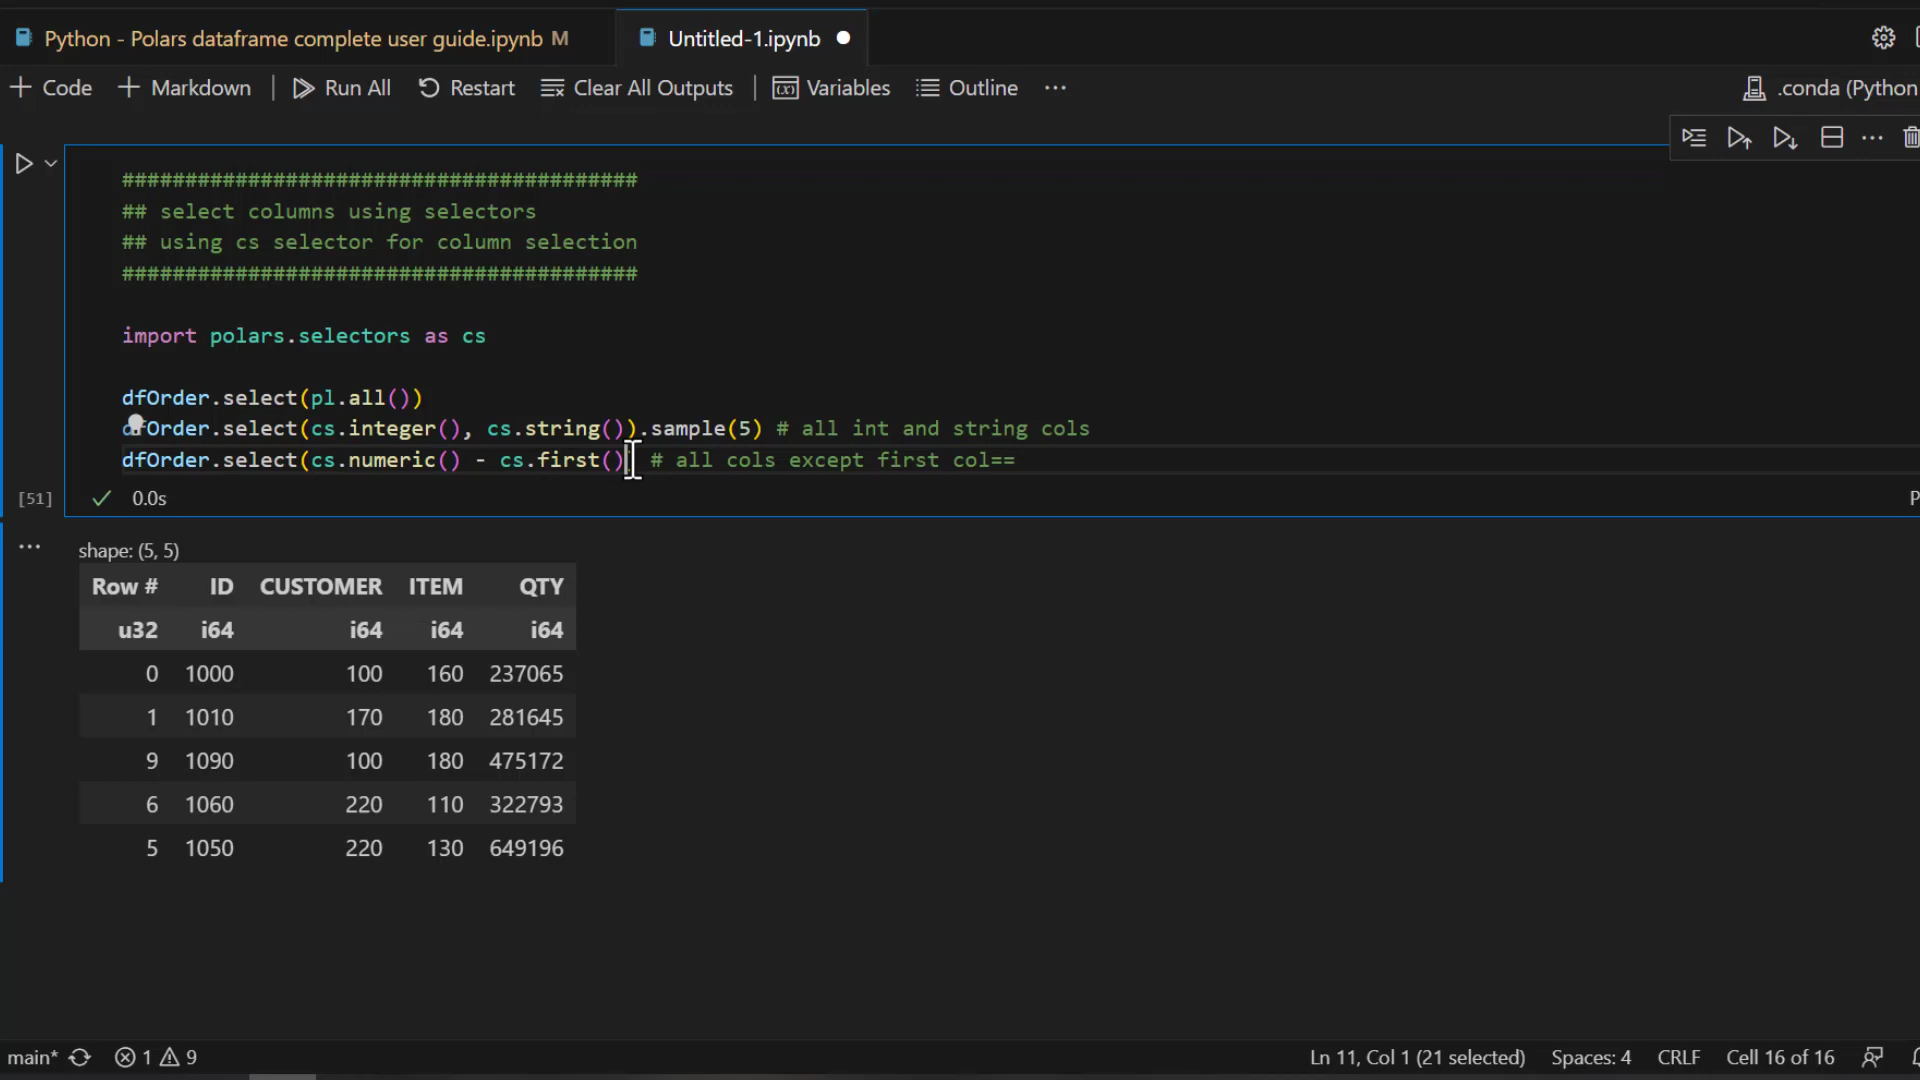 Python - Polars dataframe complete user guide.ipynb M
Untitled-1.ipynb
Code
Markdown
Run All
Restart
Clear All Outputs
Variables
Outline
...
.conda (Python
#########################################
## select columns using selectors
## using cs selector for column selection
#########################################
import polars.selectors as cs
dfOrder.select(pl.all())
dfOrder.select(cs.integer(), cs.string()).sample(5) # all int and string cols
dfOrder.select(cs.numeric() - cs.first()) # all cols except first col==
[51]
0.0s
P
shape: (5, 5)
Row # ID CUSTOMER ITEM QTY
u32 i64 i64 i64 i64
0 1000 100 160 237065
1 1010 170 180 281645
9 1090 100 180 475172
6 1060 220 110 322793
5 1050 220 130 649196
main* 1 9
Ln 11, Col 1 (21 selected) Spaces: 4 CRLF Cell 16 of 16